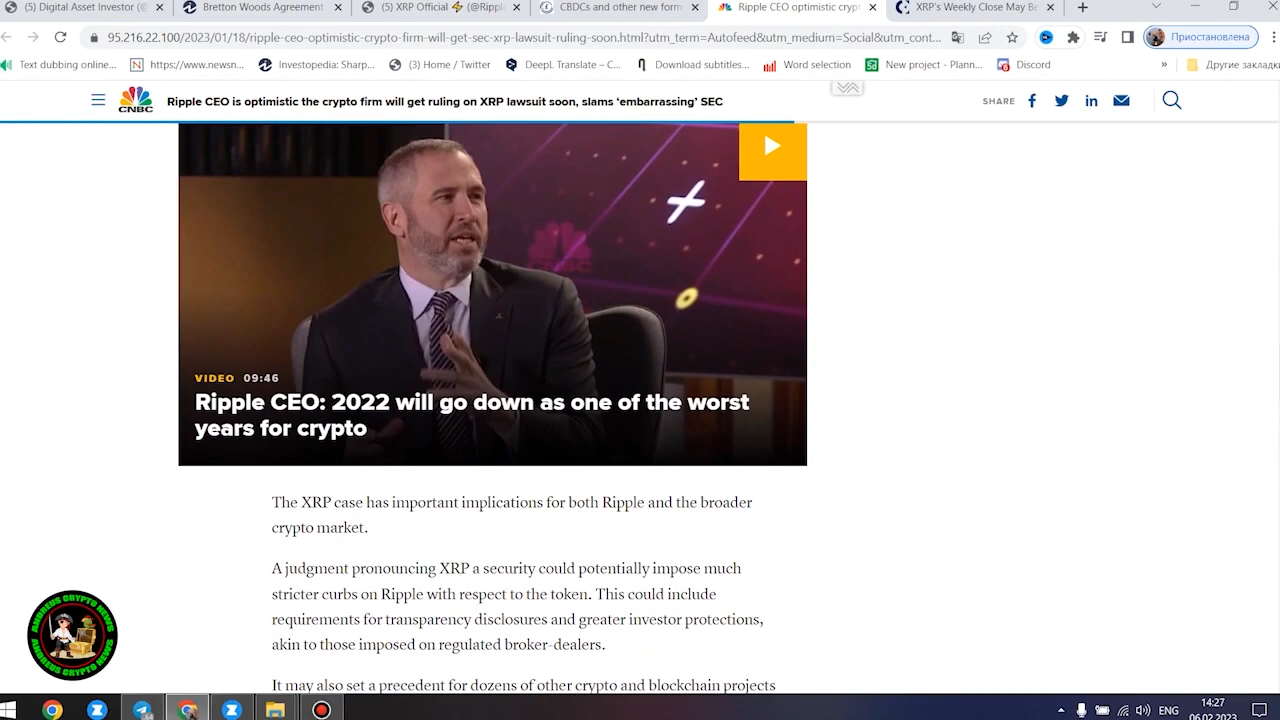 (5) Digital Asset Investor (@
Bretton Woods Agreement
(5) XRP Official ⚡ (@Rippl
CBDCs and other new form
Ripple CEO optimistic crypt
XRP's Weekly Close May Be
95.216.22.100/2023/01/18/ripple-ceo-optimistic-crypto-firm-will-get-sec-xrp-lawsuit-ruling-soon.html?utm_term=Autofeed&utm_medium=Social&utm_cont...
Приостановлена
Text dubbing online...
https://www.newsn...
Investopedia: Sharp...
(3) Home / Twitter
DeepL Translate – C...
Download subtitles...
Word selection
New project - Plann...
Discord
»
Другие закладки
CNBC
Ripple CEO is optimistic the crypto firm will get ruling on XRP lawsuit soon, slams ‘embarrassing’ SEC
SHARE
CNBC
VIDEO 09:46
Ripple CEO: 2022 will go down as one of the worst
years for crypto
The XRP case has important implications for both Ripple and the broader
crypto market.
A judgment pronouncing XRP a security could potentially impose much
stricter curbs on Ripple with respect to the token. This could include
requirements for transparency disclosures and greater investor protections,
akin to those imposed on regulated broker-dealers.
It may also set a precedent for dozens of other crypto and blockchain projects
ANDREUS CRYPTO NEWS
ANDREUS CRYPTO NEWS
ENG
14:27
06.02.2023